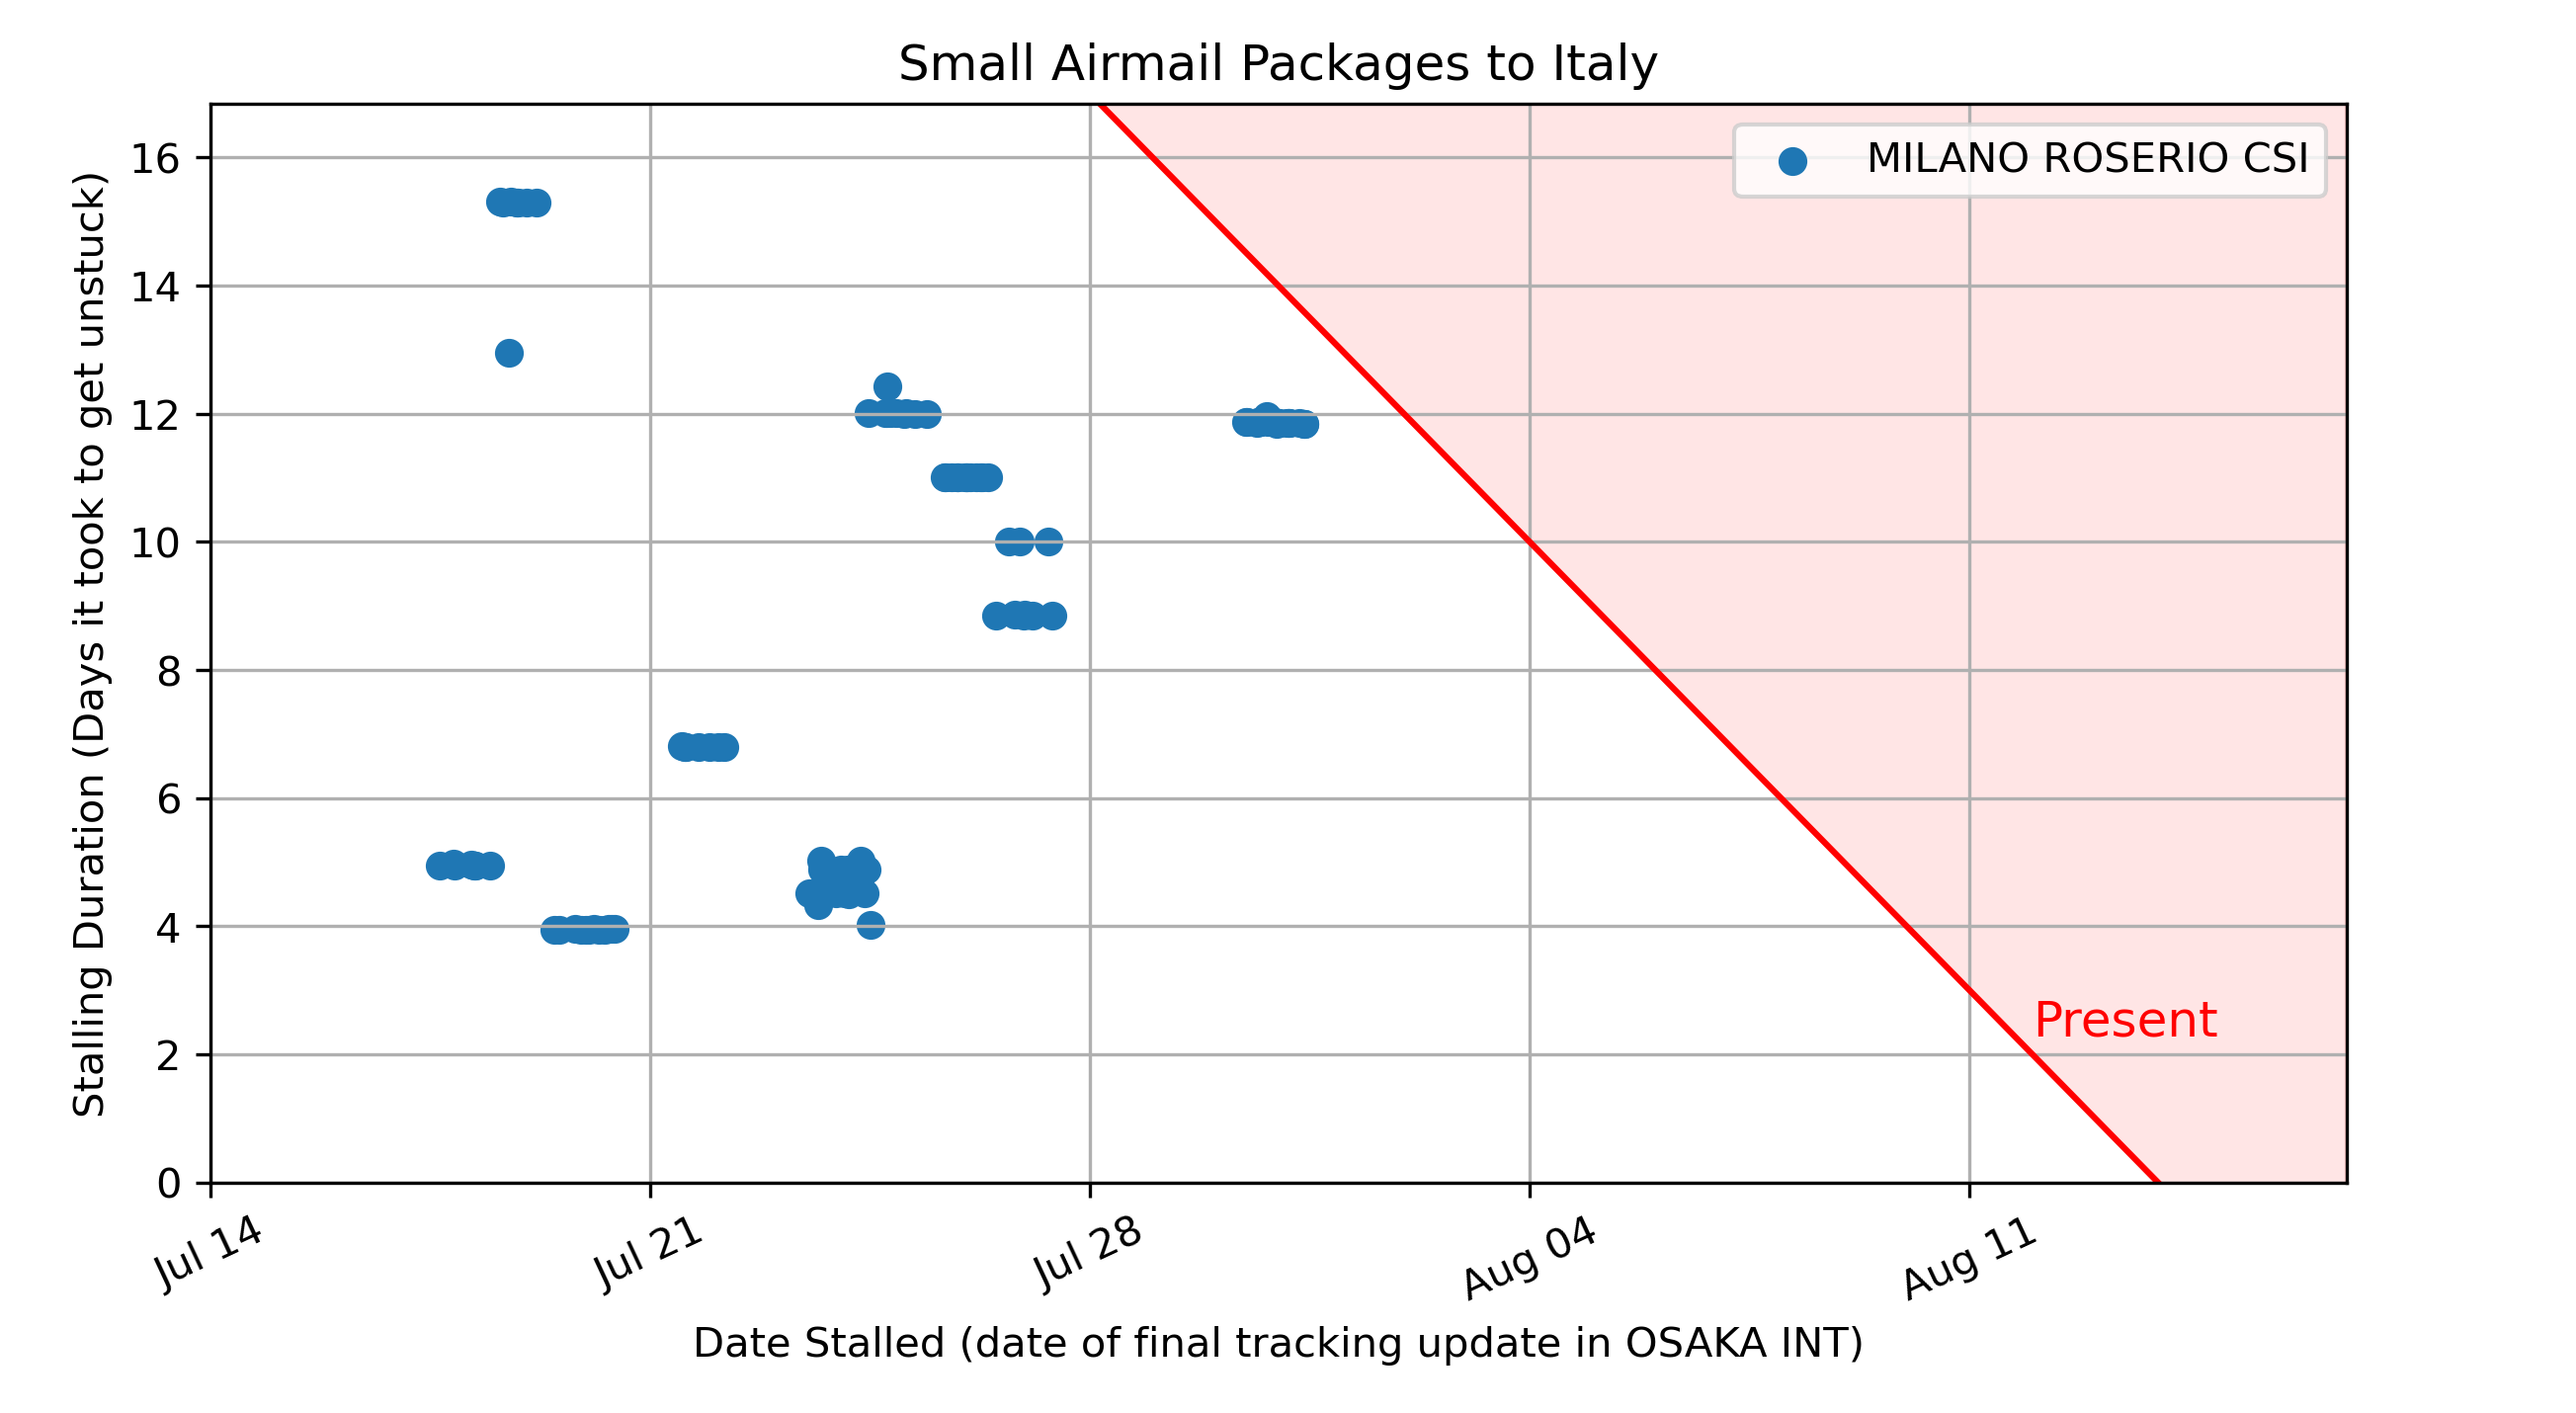 Small Airmail Packages to Italy
MILANO ROSERIO CSI
Stalling Duration (Days it took to get unstuck)
16
14
12
10
8
6
4
2
0
Present
Jul 14
Jul 21
Jul 28
Aug 04
Aug 11
Date Stalled (date of final tracking update in OSAKA INT)